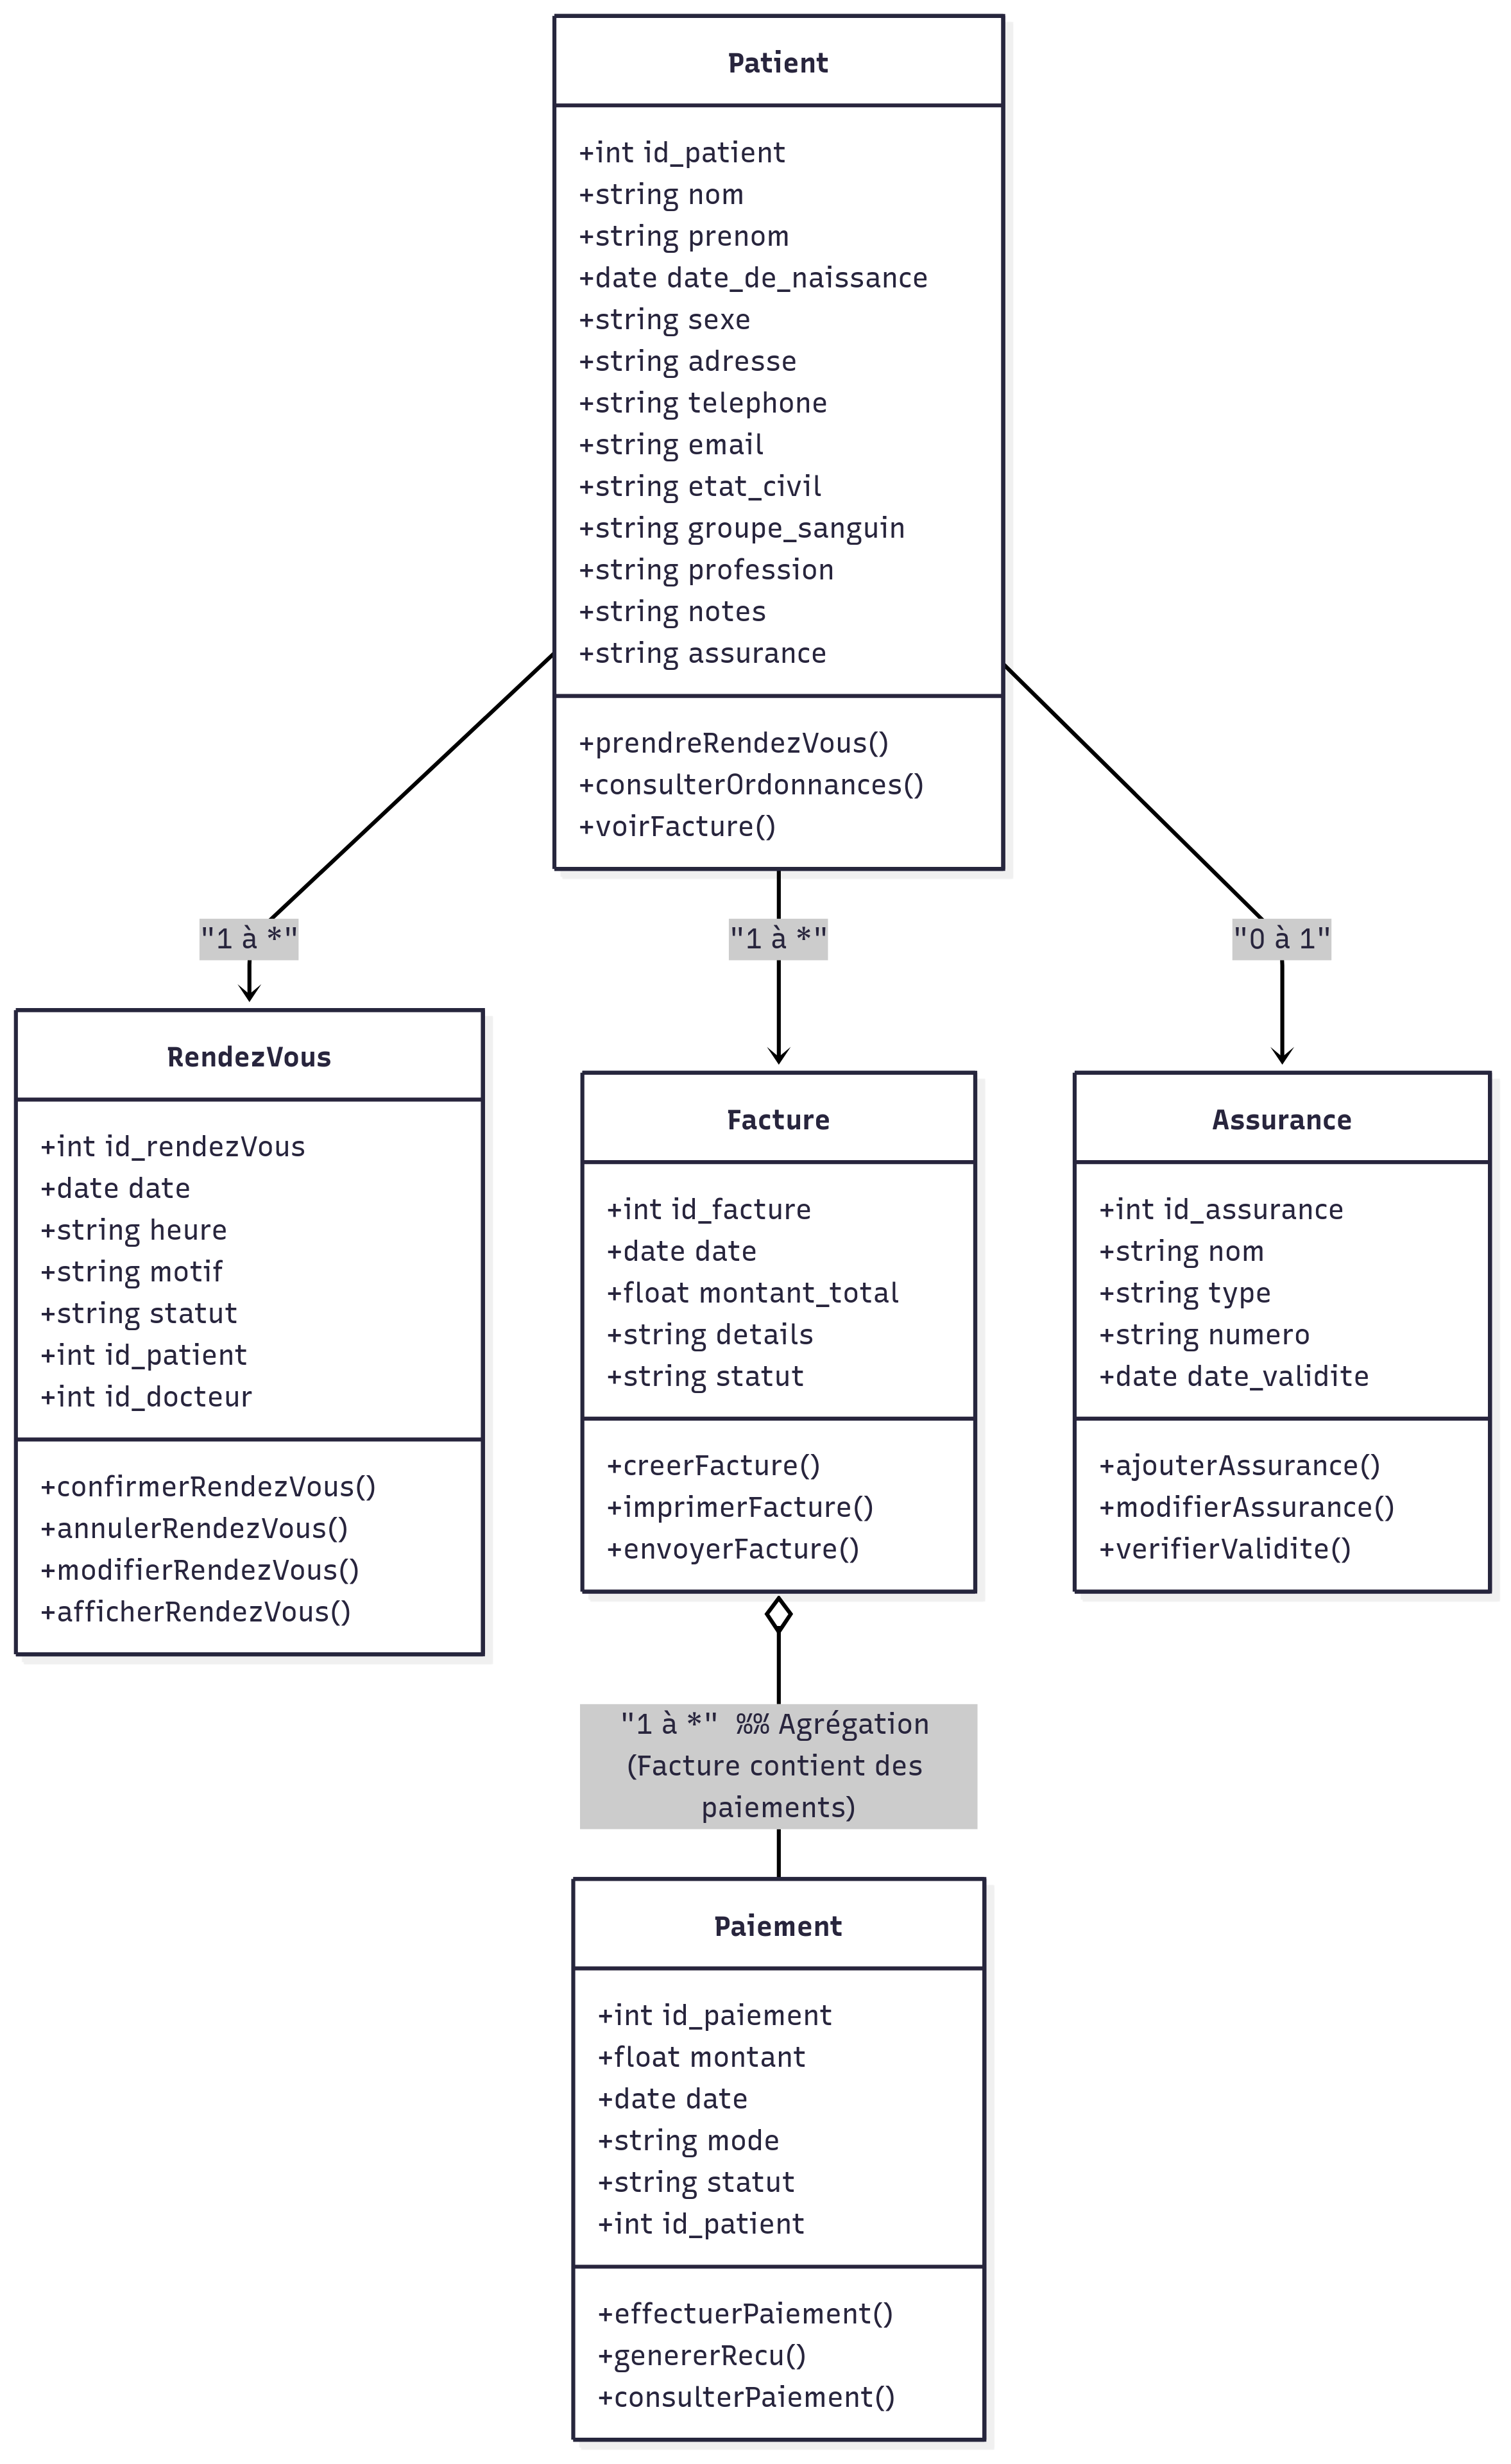 Patient
+int id_patient
+string nom
+string prenom
+date date_de_naissance
+string sexe
+string adresse
+string telephone
+string email
+string etat_civil
+string groupe_sanguin
+string profession
+string notes
+string assurance
+prendreRendezVous()
+consulterOrdonnances()
+voirFacture()
"1 à *"
"1 à *"
"0 à 1"
RendezVous
+int id_rendezVous
+date date
+string heure
+string motif
+string statut
+int id_patient
+int id_docteur
+confirmerRendezVous()
+annulerRendezVous()
+modifierRendezVous()
+afficherRendezVous()
Facture
+int id_facture
+date date
+float montant_total
+string details
+string statut
+creerFacture()
+imprimerFacture()
+envoyerFacture()
Assurance
+int id_assurance
+string nom
+string type
+string numero
+date date_validite
+ajouterAssurance()
+modifierAssurance()
+verifierValidite()
"1 à *" %% Agrégation
(Facture contient des
paiements)
Paiement
+int id_paiement
+float montant
+date date
+string mode
+string statut
+int id_patient
+effectuerPaiement()
+genererRecu()
+consulterPaiement()